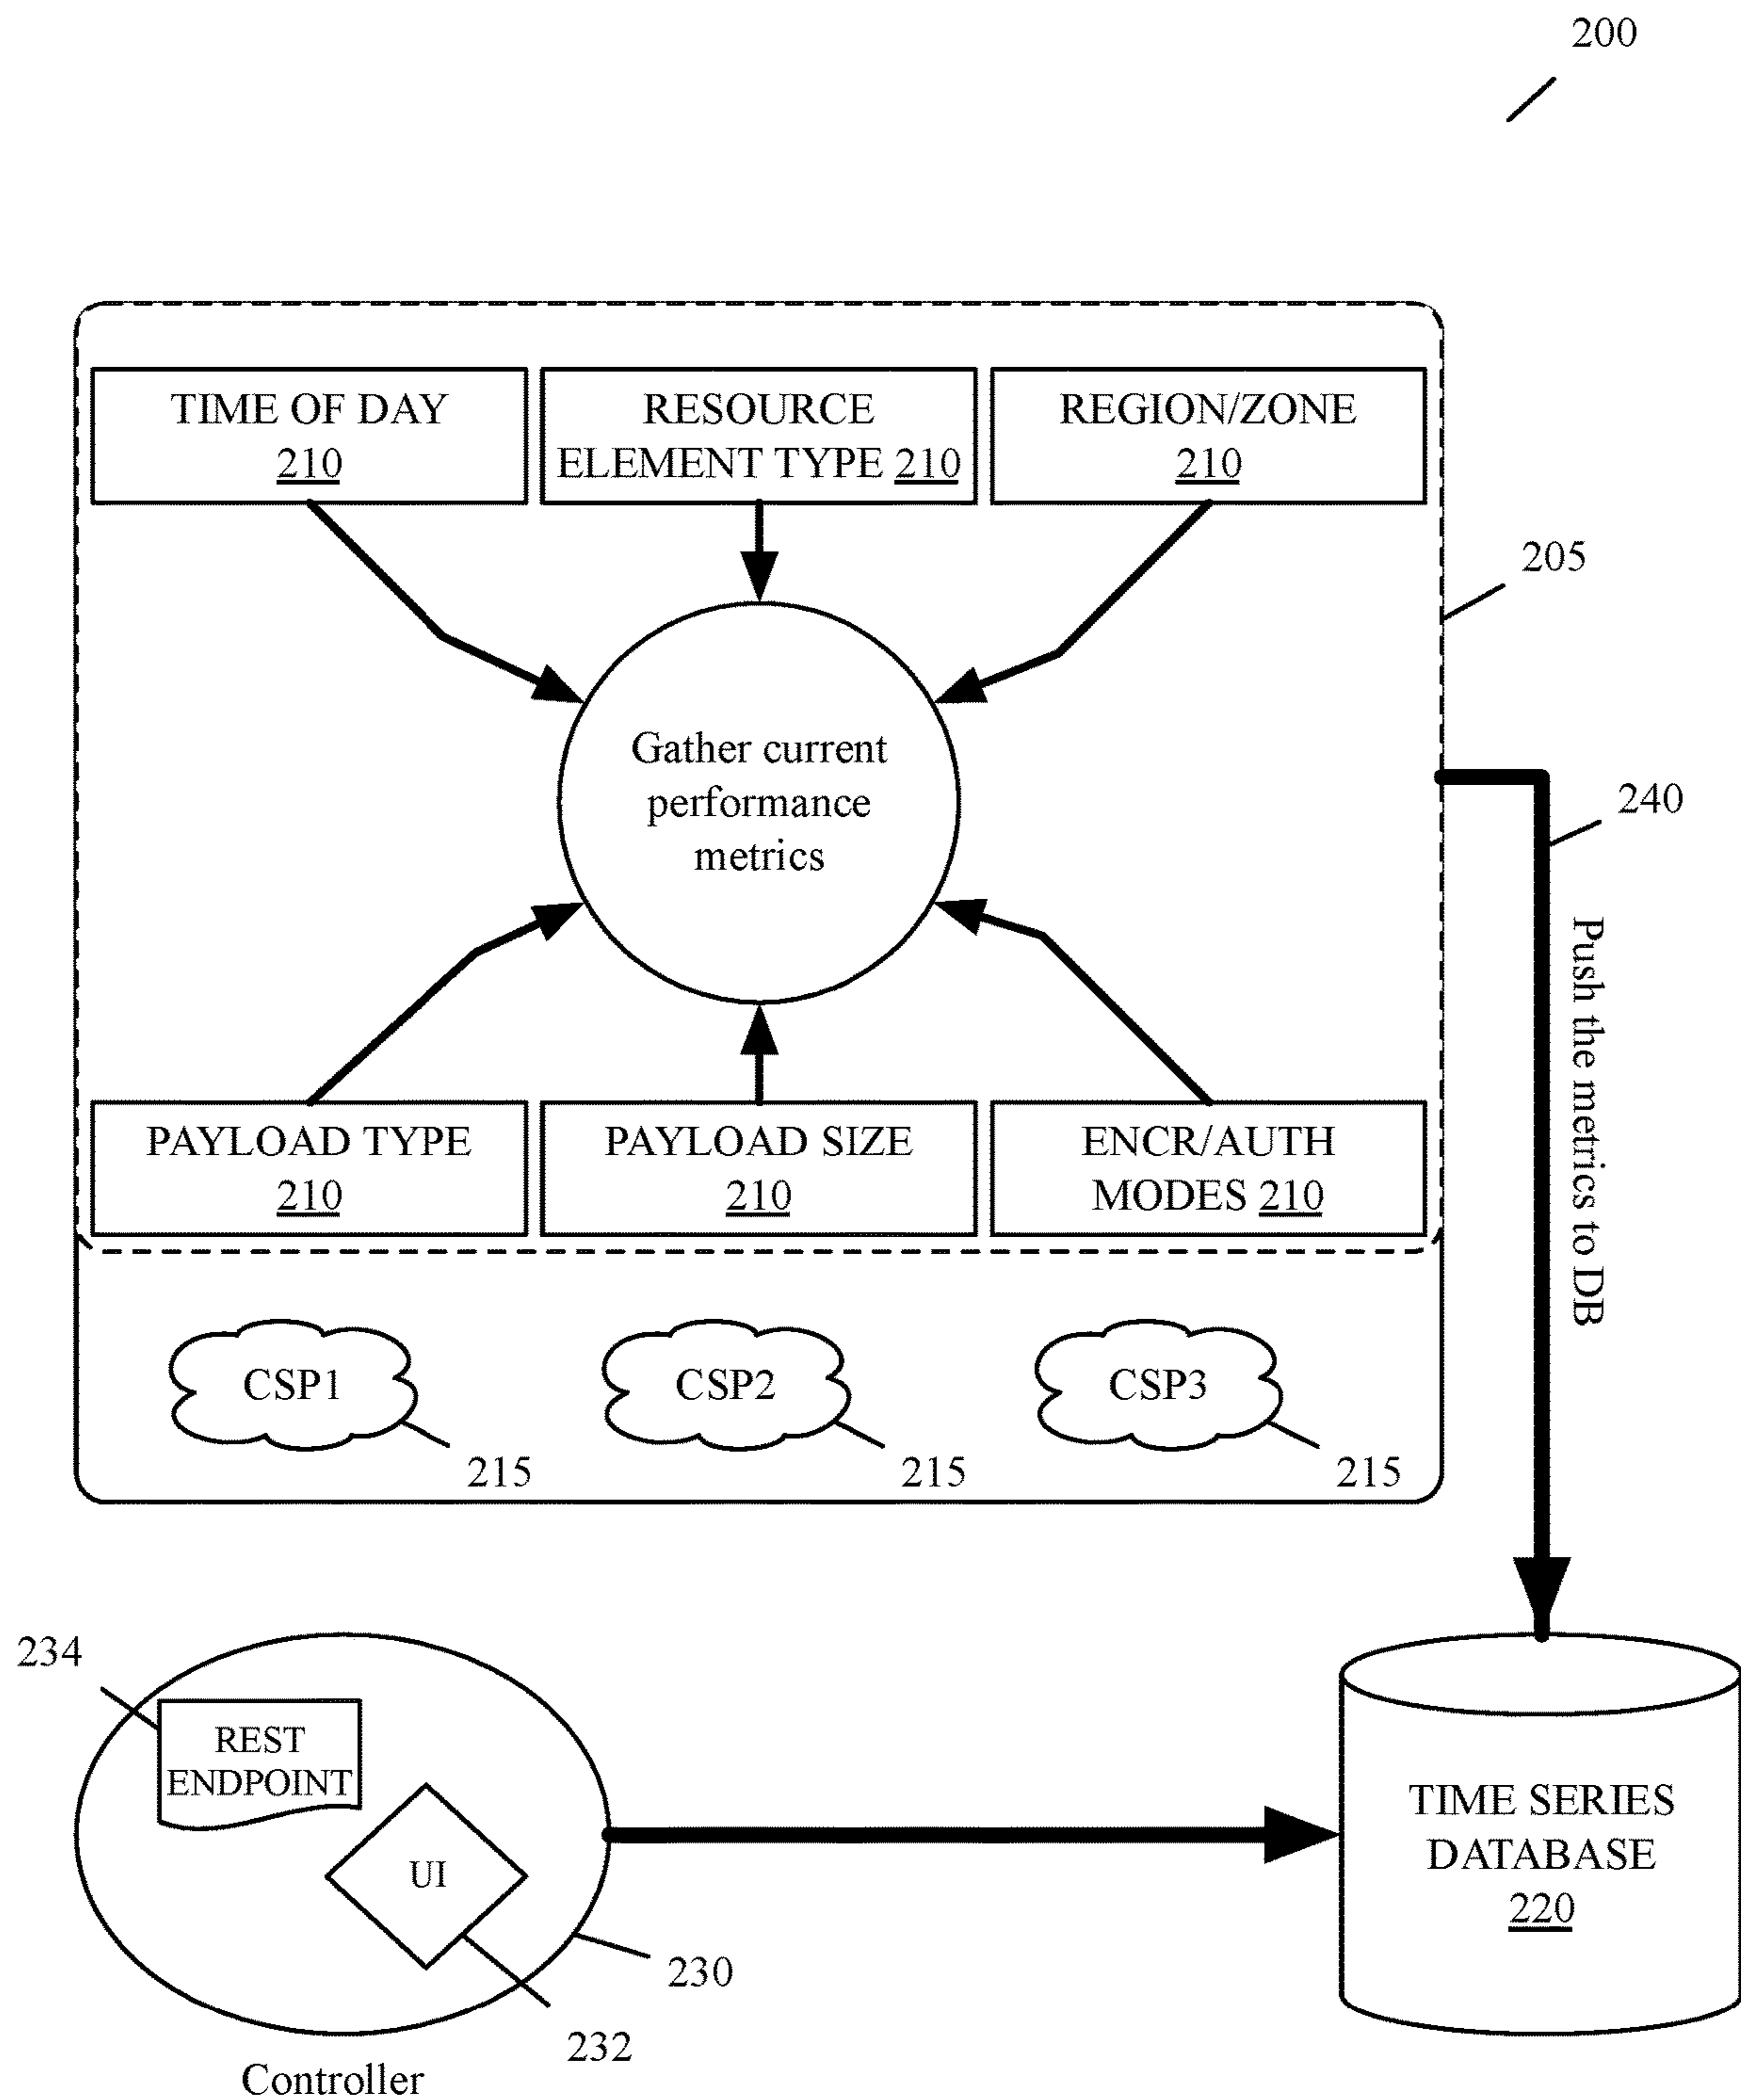 200
TIME OF DAY
210
RESOURCE
ELEMENT TYPE 210
REGION/ZONE
210
205
Gather current
performance
metrics
240
Push the metrics to DB
PAYLOAD TYPE
210
PAYLOAD SIZE
210
ENCR/AUTH
MODES 210
CSP1
215
CSP2
215
CSP3
215
234
REST
ENDPOINT
UI
230
232
Controller
TIME SERIES
DATABASE
220